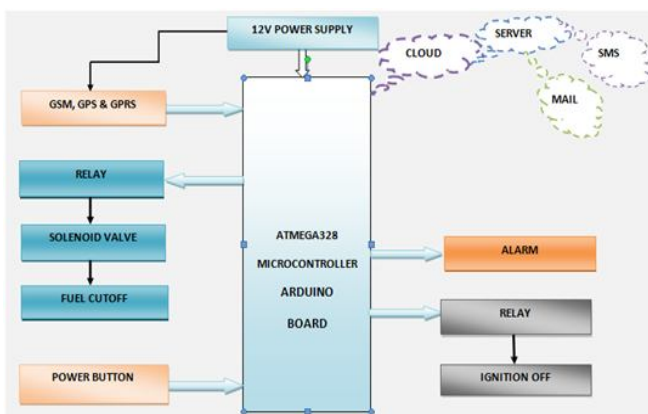 12V POWER SUPPLY
CLOUD
SERVER
SMS
MAIL
GSM, GPS & GPRS
RELAY
SOLENOID VALVE
FUEL CUTOFF
POWER BUTTON
ATMEGA328
MICROCONTROLLER
ARDUINO
BOARD
ALARM
RELAY
IGNITION OFF